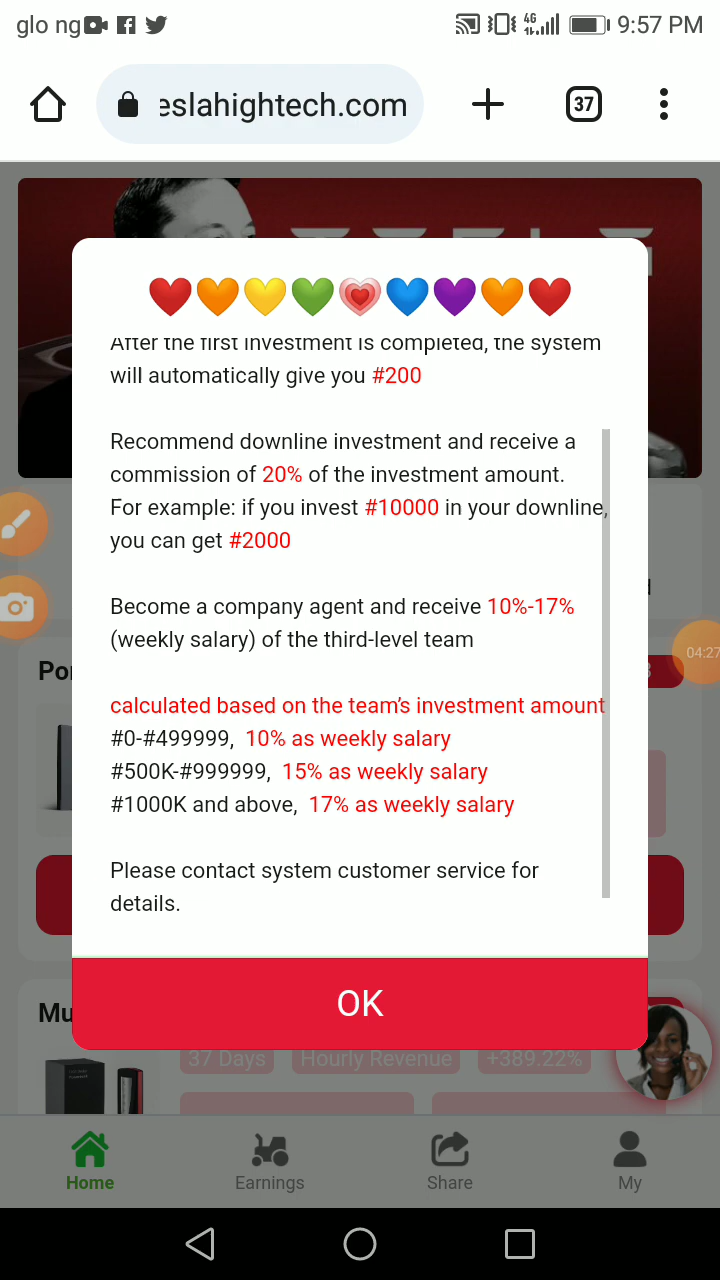 glo ng 4G 9:57 PM
eslahightech.com 37
After the first investment is completed, the system
will automatically give you #200
Recommend downline investment and receive a
commission of 20% of the investment amount.
For example: if you invest #10000 in your downline,
you can get #2000
04:27
Become a company agent and receive 10%-17%
(weekly salary) of the third-level team
Por
calculated based on the team's investment amount
#0-#499999, 10% as weekly salary
#500K-#999999, 15% as weekly salary
#1000K and above, 17% as weekly salary
Please contact system customer service for
details.
OK
Mu
37 Days Hourly Revenue +389.22%
Home Earnings Share My